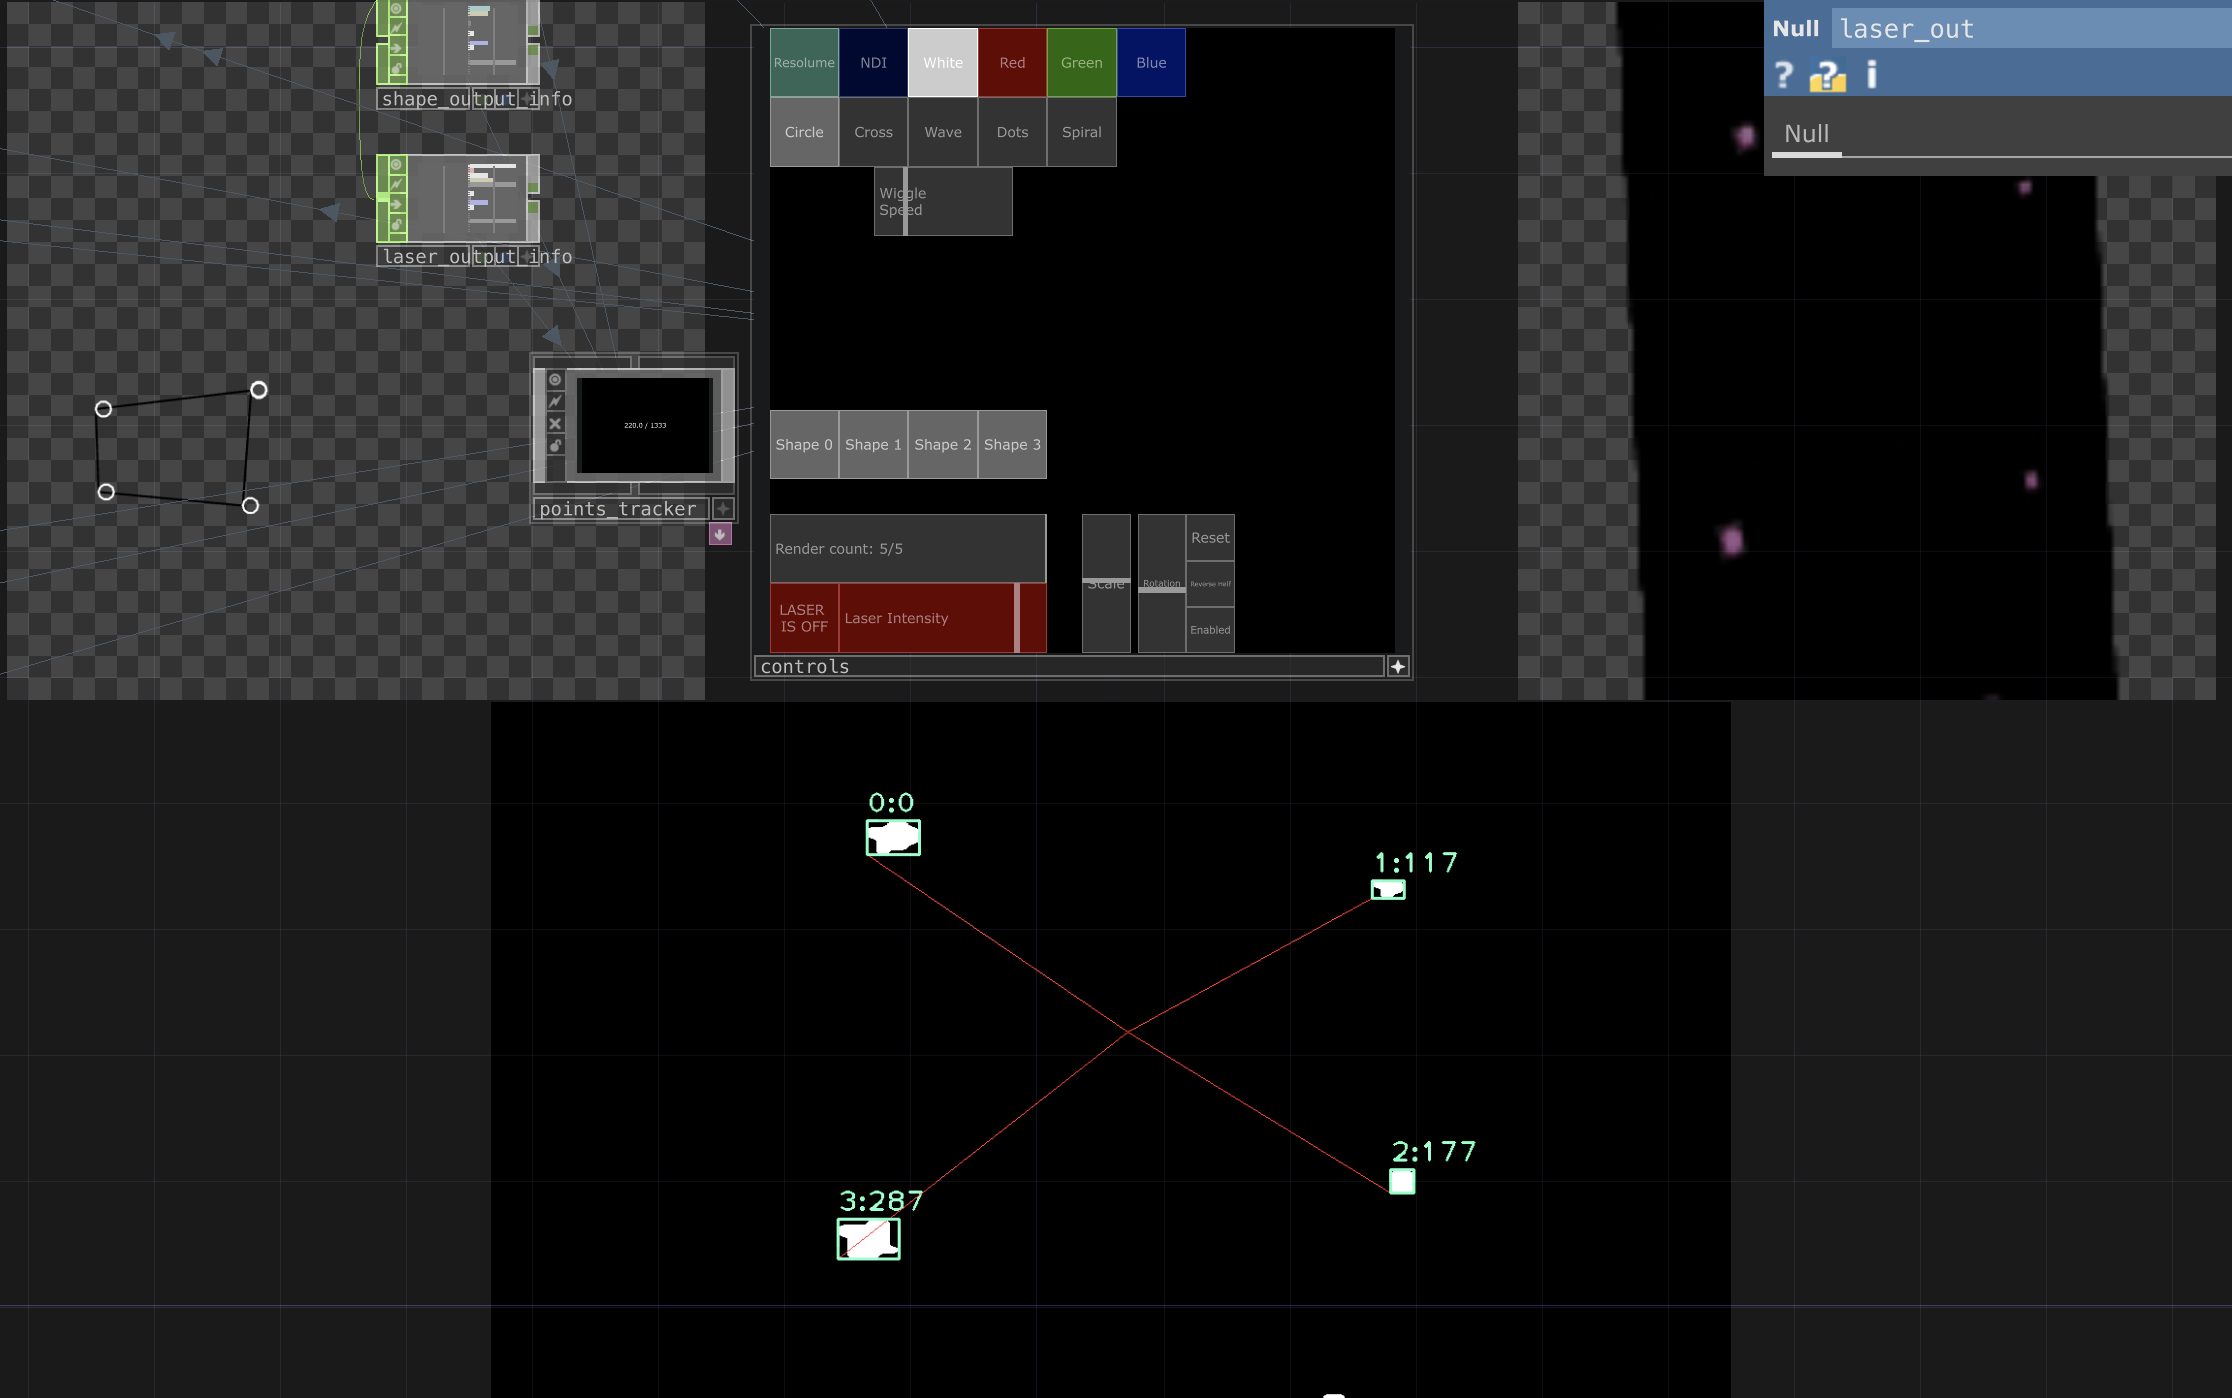 shape_output_info
laser_output_info
220.0 / 1333
points_tracker
Resolume NDI White Red Green Blue
Circle Cross Wave Dots Spiral
Wiggle
Speed
Shape 0 Shape 1 Shape 2 Shape 3
Render count: 5/5
LASER
IS OFF
Laser Intensity
Scale
Rotation
Reset
Reverse Half
Enabled
controls
Null laser_out
? ? i
Null
0:0
1:117
2:177
3:287